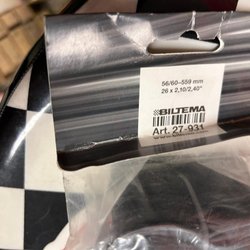 56/60–559 mm
26 x 2,10/2,40"
BILTEMA
Art. 27-931